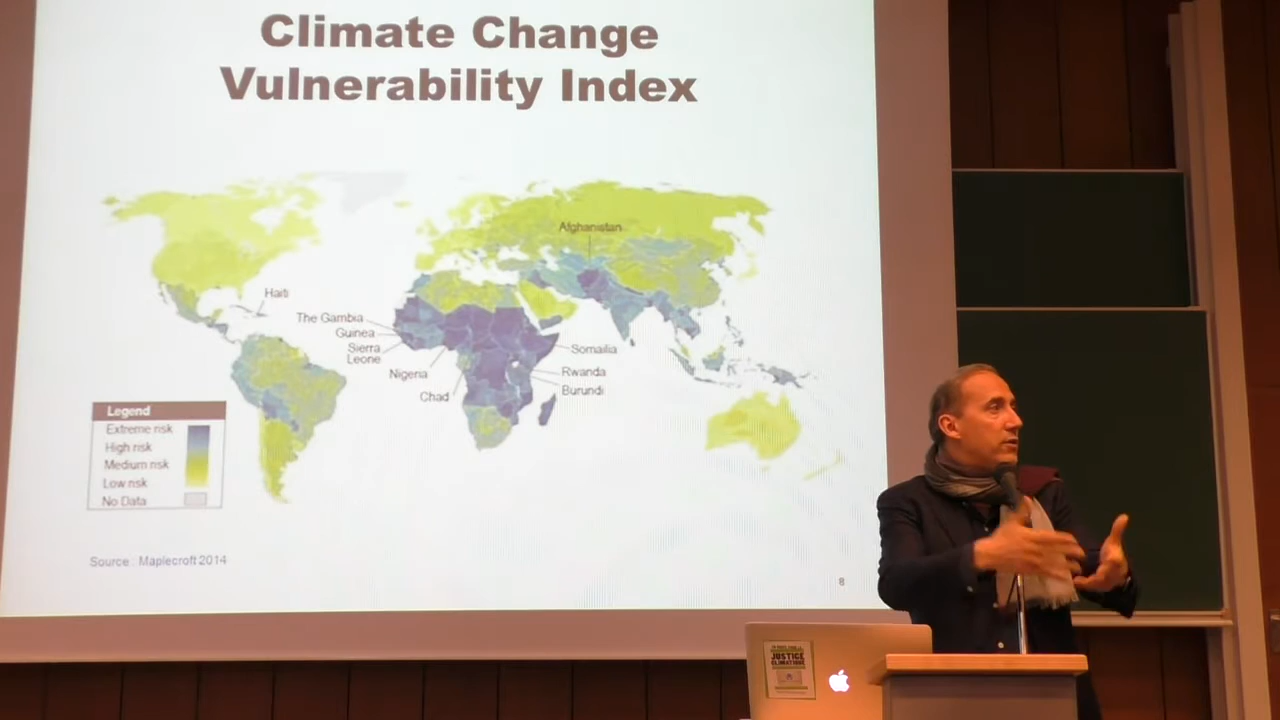 Climate Change
Vulnerability Index
Afghanistan
Haiti
The Gambia
Guinea
Sierra
Leone
Nigeria
Chad
Somailia
Rwanda
Burundi
Legend
Extreme risk
High risk
Medium risk
Low risk
No Data
Source : Maplecroft 2014
8
JUSTICE
CLIMATIQUE